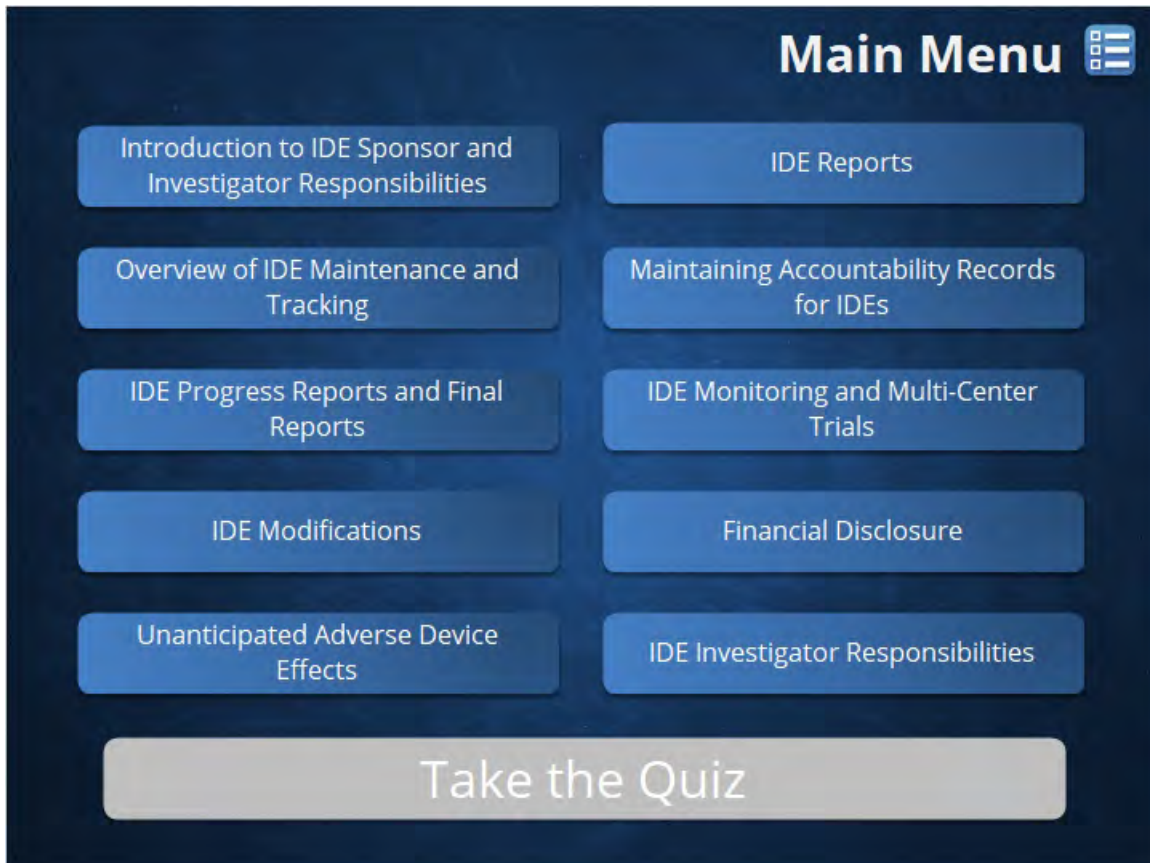 Main Menu
Introduction to IDE Sponsor and
Investigator Responsibilities
Overview of IDE Maintenance and
Tracking
IDE Progress Reports and Final
Reports
IDE Modifications
Unanticipated Adverse Device
Effects
IDE Reports
Maintaining Accountability Records
for IDEs
IDE Monitoring and Multi-Center
Trials
Financial Disclosure
IDE Investigator Responsibilities
Take the Quiz